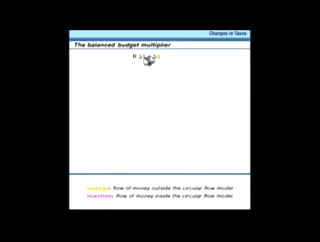 Changes in Taxes
The balanced budget multiplier
leakage: flow of money outside the circular flow model
injection: flow of money inside the circular flow model